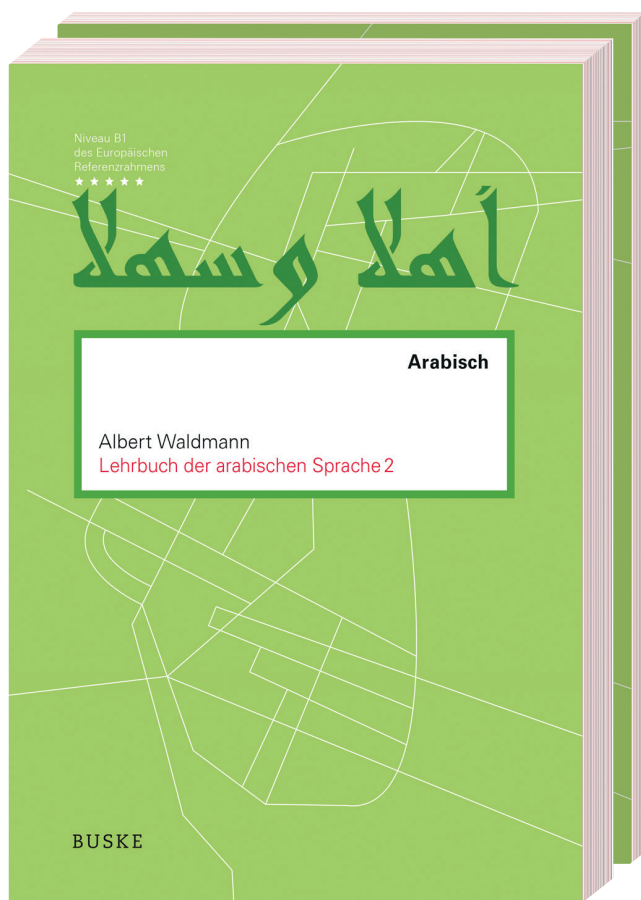 Niveau B1
des Europäischen
Referenzrahmens
★★★★★
أهلا وسهلا
Arabisch
Albert Waldmann
Lehrbuch der arabischen Sprache 2
BUSKE